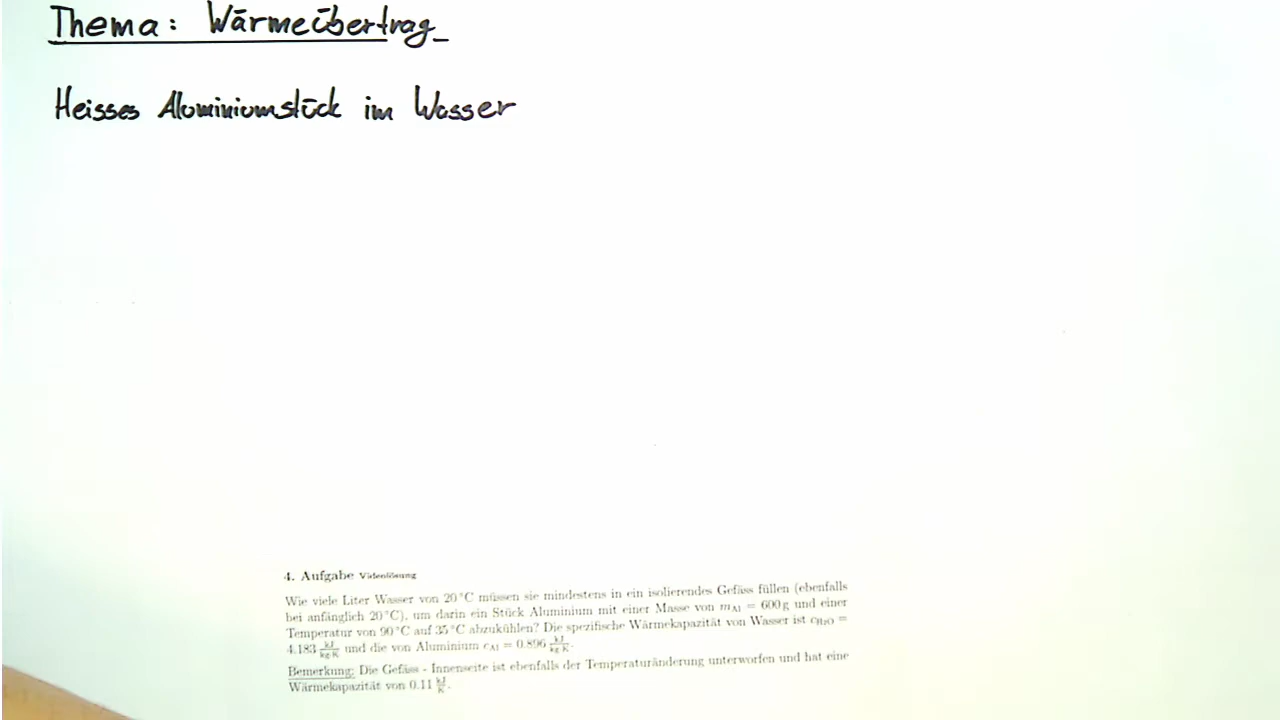 Thema: Wärmeübertrag_
Heisses Aluminiumstück im Wasser
4. Aufgabe Videolösung
Wie viele Liter Wasser von 20 °C müssen sie mindestens in ein isolierendes Gefäss füllen (ebenfalls
bei anfänglich 20 °C), um darin ein Stück Aluminium mit einer Masse von m_Al = 600 g und einer
Temperatur von 90 °C auf 35 °C abzukühlen? Die spezifische Wärmekapazität von Wasser ist c_H₂O =
4.183 kJ/(kg K) und die von Aluminium c_Al = 0.896 kJ/(kg K).
Bemerkung: Die Gefäss - Innenseite ist ebenfalls der Temperaturänderung unterworfen und hat eine
Wärmekapazität von 0.11 kJ/K.